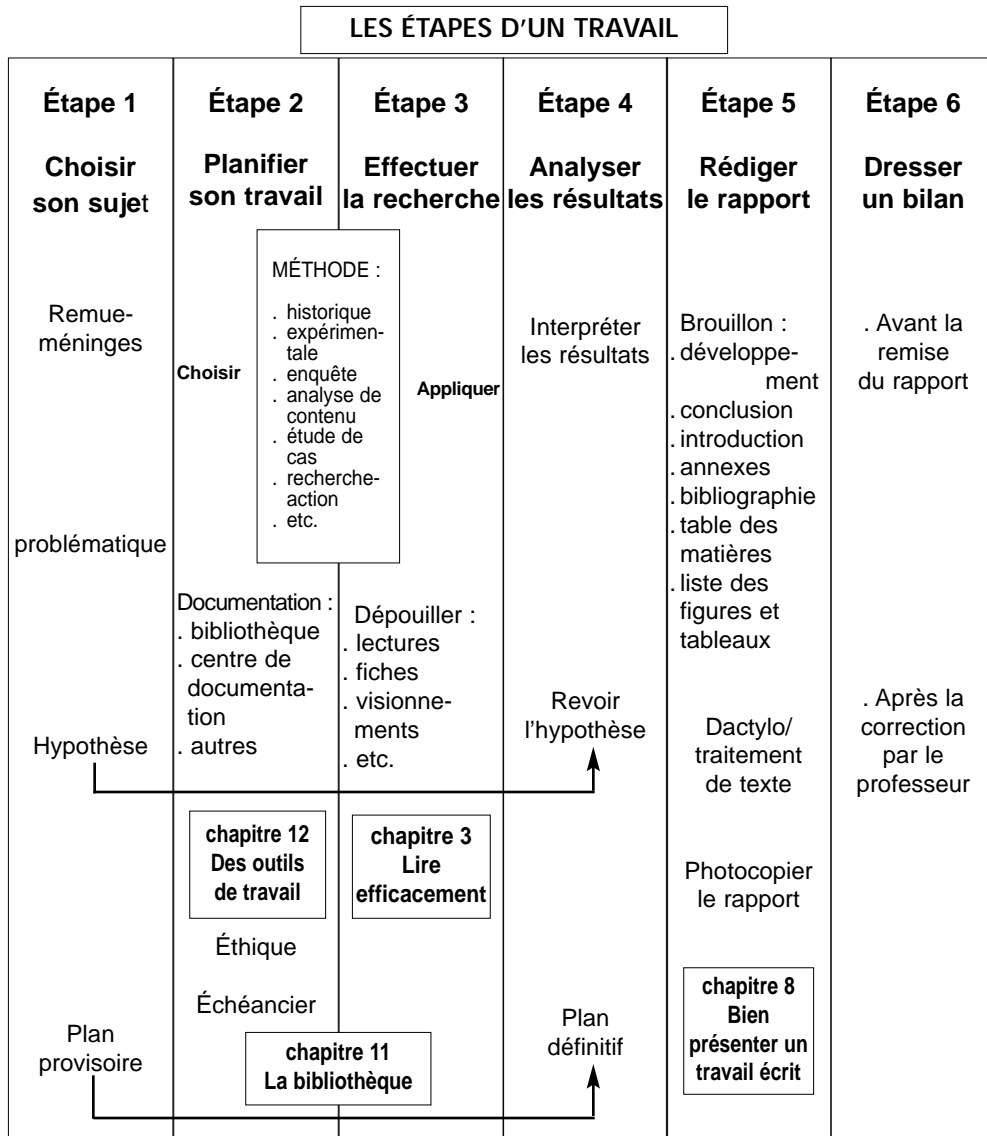 LES ÉTAPES D'UN TRAVAIL
Étape 1
Choisir
son sujet
Remue-
méninges
problématique
Hypothèse
Plan
provisoire
Étape 2
Planifier
son travail
Choisir
MÉTHODE :
. historique
. expérimen-
tale
. enquête
. analyse de
contenu
. étude de
cas
. recherche-
action
. etc.
Documentation :
. bibliothèque
. centre de
documenta-
tion
. autres
chapitre 12
Des outils
de travail
Éthique
Échéancier
chapitre 11
La bibliothèque
Étape 3
Effectuer
la recherche
Appliquer
Dépouiller :
. lectures
. fiches
. visionne-
ments
. etc.
chapitre 3
Lire
efficacement
Étape 4
Analyser
les résultats
Interpréter
les résultats
Revoir
l'hypothèse
Plan
définitif
Étape 5
Rédiger
le rapport
Brouillon :
. développe-
ment
. conclusion
. introduction
. annexes
. bibliographie
. table des
matières
. liste des
figures et
tableaux
Dactylo/
traitement
de texte
Photocopier
le rapport
chapitre 8
Bien
présenter un
travail écrit
Étape 6
Dresser
un bilan
. Avant la
remise
du rapport
. Après la
correction
par le
professeur